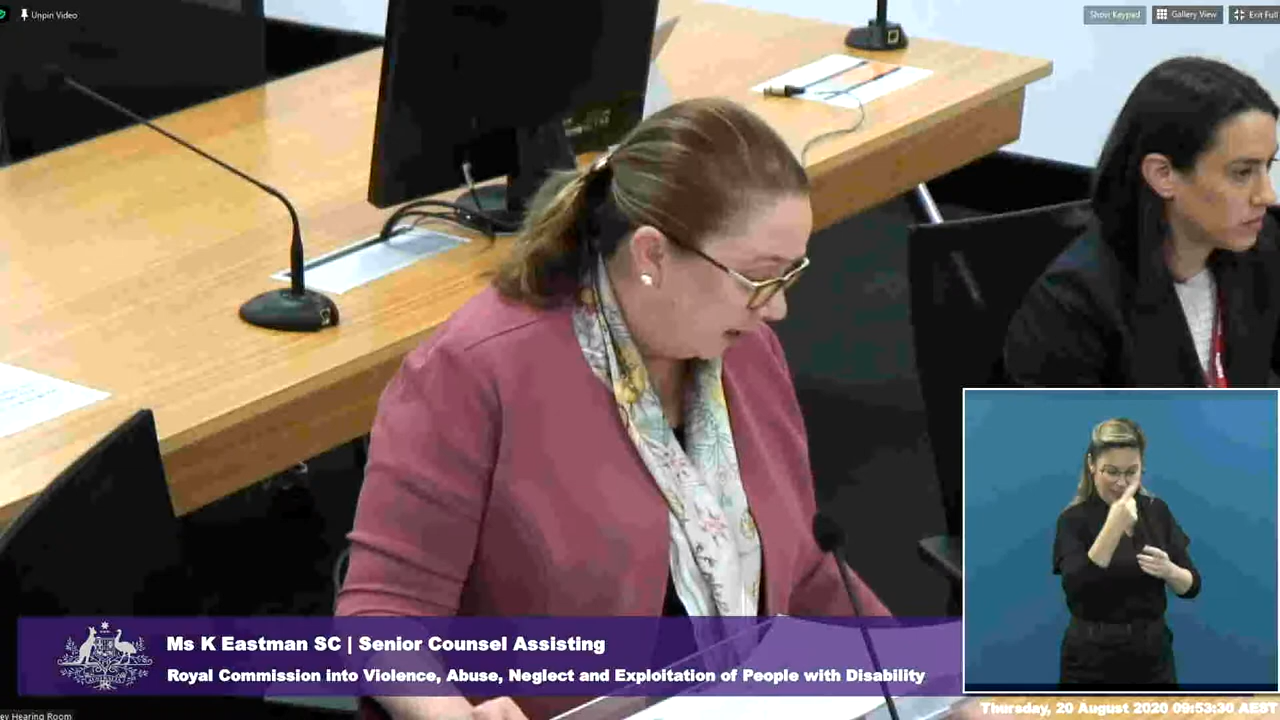 Unpin Video
Show Keypad
Gallery View
Exit Full
Ms K Eastman SC | Senior Counsel Assisting
Royal Commission into Violence, Abuse, Neglect and Exploitation of People with Disability
ey Hearing Room
Thursday, 20 August 2020 09:53:30 AEST